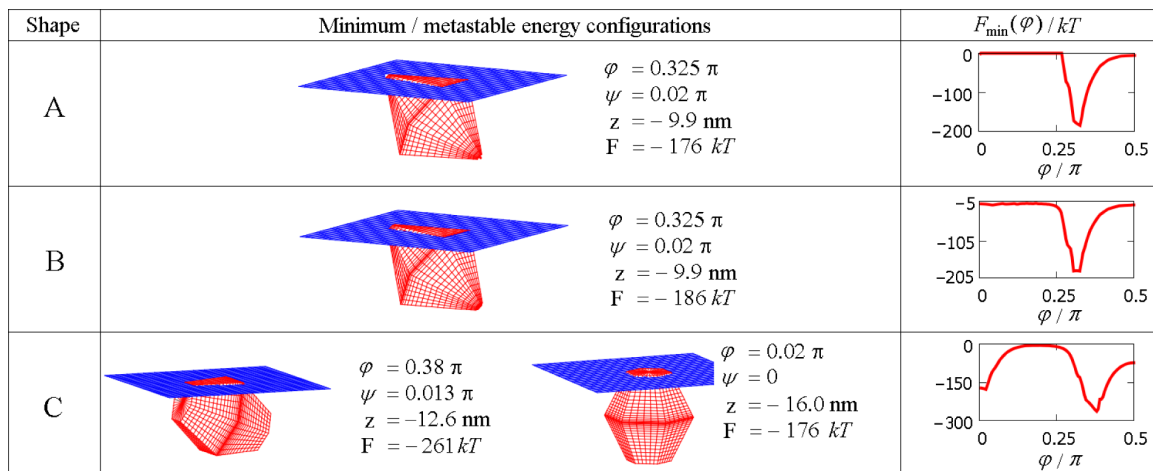 Shape Minimum / metastable energy configurations F_min(φ) / kT
A
φ = 0.325 π
ψ = 0.02 π
z = − 9.9 nm
F = − 176 kT
0
−100
−200
0 0.25 0.5
φ / π
B
φ = 0.325 π
ψ = 0.02 π
z = − 9.9 nm
F = − 186 kT
−5
−105
−205
0 0.25 0.5
φ / π
C
φ = 0.38 π
ψ = 0.013 π
z = −12.6 nm
F = −261 kT
φ = 0.02 π
ψ = 0
z = − 16.0 nm
F = − 176 kT
0
−150
−300
0 0.25 0.5
φ / π